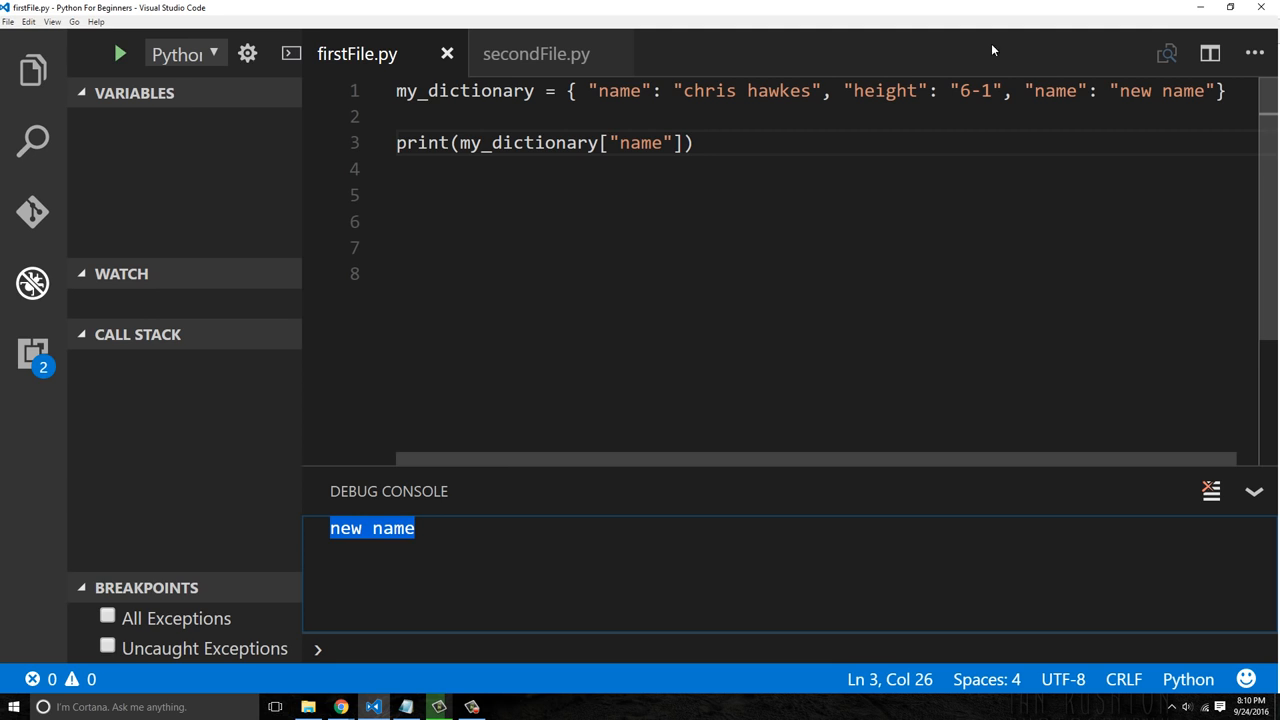 firstFile.py - Python For Beginners - Visual Studio Code
File Edit View Go Help
Python
firstFile.py
secondFile.py
VARIABLES
1 my_dictionary = { "name": "chris hawkes", "height": "6-1", "name": "new name"}
2
3 print(my_dictionary["name"])
4
5
6
7
8
WATCH
CALL STACK
2
DEBUG CONSOLE
new name
BREAKPOINTS
All Exceptions
Uncaught Exceptions
0 0
Ln 3, Col 26 Spaces: 4 UTF-8 CRLF Python
I'm Cortana. Ask me anything.
8:10 PM
9/24/2016